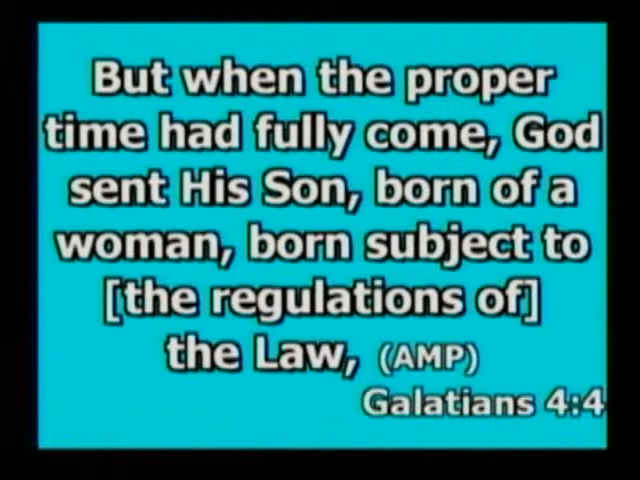 But when the proper
time had fully come, God
sent His Son, born of a
woman, born subject to
[the regulations of]
the Law, (AMP)
Galatians 4:4